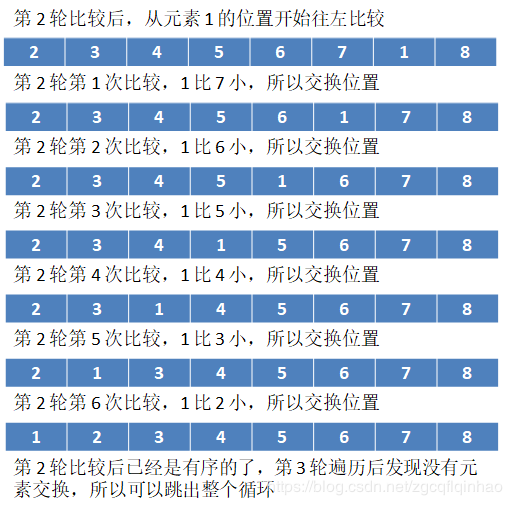 第2轮比较后，从元素1的位置开始往左比较
2 3 4 5 6 7 1 8
第2轮第1次比较，1比7小，所以交换位置
2 3 4 5 6 1 7 8
第2轮第2次比较，1比6小，所以交换位置
2 3 4 5 1 6 7 8
第2轮第3次比较，1比5小，所以交换位置
2 3 4 1 5 6 7 8
第2轮第4次比较，1比4小，所以交换位置
2 3 1 4 5 6 7 8
第2轮第5次比较，1比3小，所以交换位置
2 1 3 4 5 6 7 8
第2轮第6次比较，1比2小，所以交换位置
1 2 3 4 5 6 7 8
第2轮比较后已经是有序的了，第3轮遍历后发现没有元
素交换，所以可以跳出整个循环
https://blog.csdn.net/zgcqflqinhao